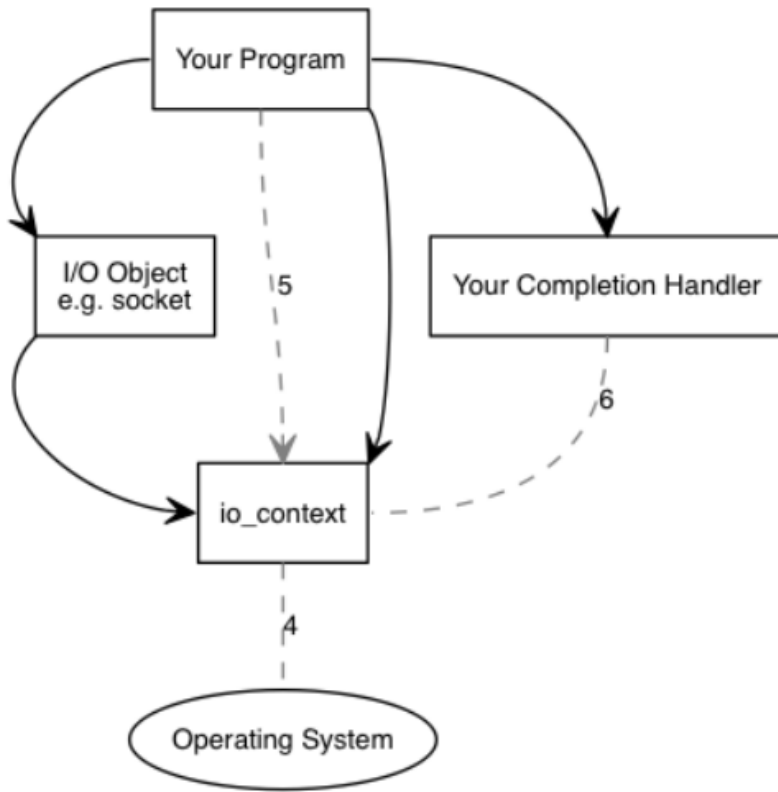 Your Program
I/O Object
e.g. socket
5
Your Completion Handler
6
io_context
4
Operating System